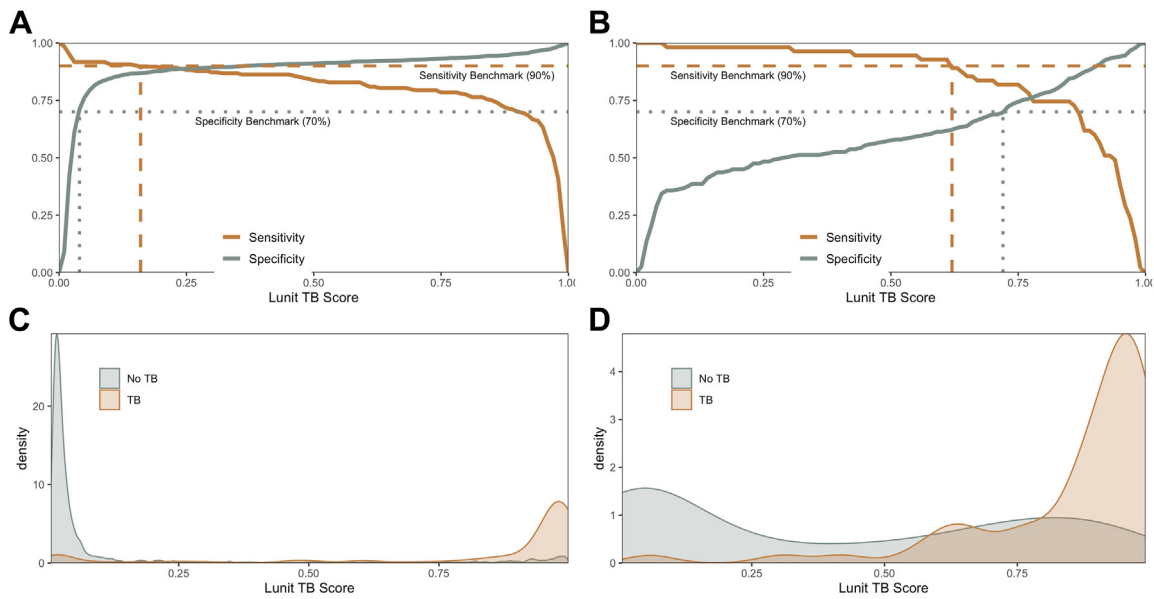 A
1.00
0.75
0.50
0.25
0.00
Sensitivity Benchmark (90%)
Specificity Benchmark (70%)
Sensitivity
Specificity
0.00 0.25 0.50 0.75 1.00
Lunit TB Score
B
1.00
0.75
0.50
0.25
0.00
Sensitivity Benchmark (90%)
Specificity Benchmark (70%)
Sensitivity
Specificity
0.00 0.25 0.50 0.75 1.00
Lunit TB Score
C
density
20
10
0
No TB
TB
0.25 0.50 0.75
Lunit TB Score
D
density
4
3
2
1
0
No TB
TB
0.25 0.50 0.75
Lunit TB Score